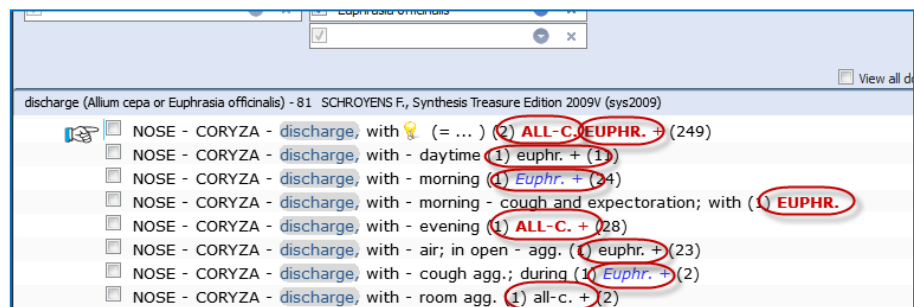 Euphrasia officinalis
View all d
discharge (Allium cepa or Euphrasia officinalis) - 81 SCHROYENS F., Synthesis Treasure Edition 2009V (sys2009)
NOSE - CORYZA - discharge, with (= ... ) (2) ALL-C. EUPHR. + (249)
NOSE - CORYZA - discharge, with - daytime (1) euphr. + (11)
NOSE - CORYZA - discharge, with - morning (1) Euphr. + (24)
NOSE - CORYZA - discharge, with - morning - cough and expectoration; with (1) EUPHR.
NOSE - CORYZA - discharge, with - evening (1) ALL-C. + (28)
NOSE - CORYZA - discharge, with - air; in open - agg. (1) euphr. + (23)
NOSE - CORYZA - discharge, with - cough agg.; during (1) Euphr. + (2)
NOSE - CORYZA - discharge, with - room agg. (1) all-c. + (2)